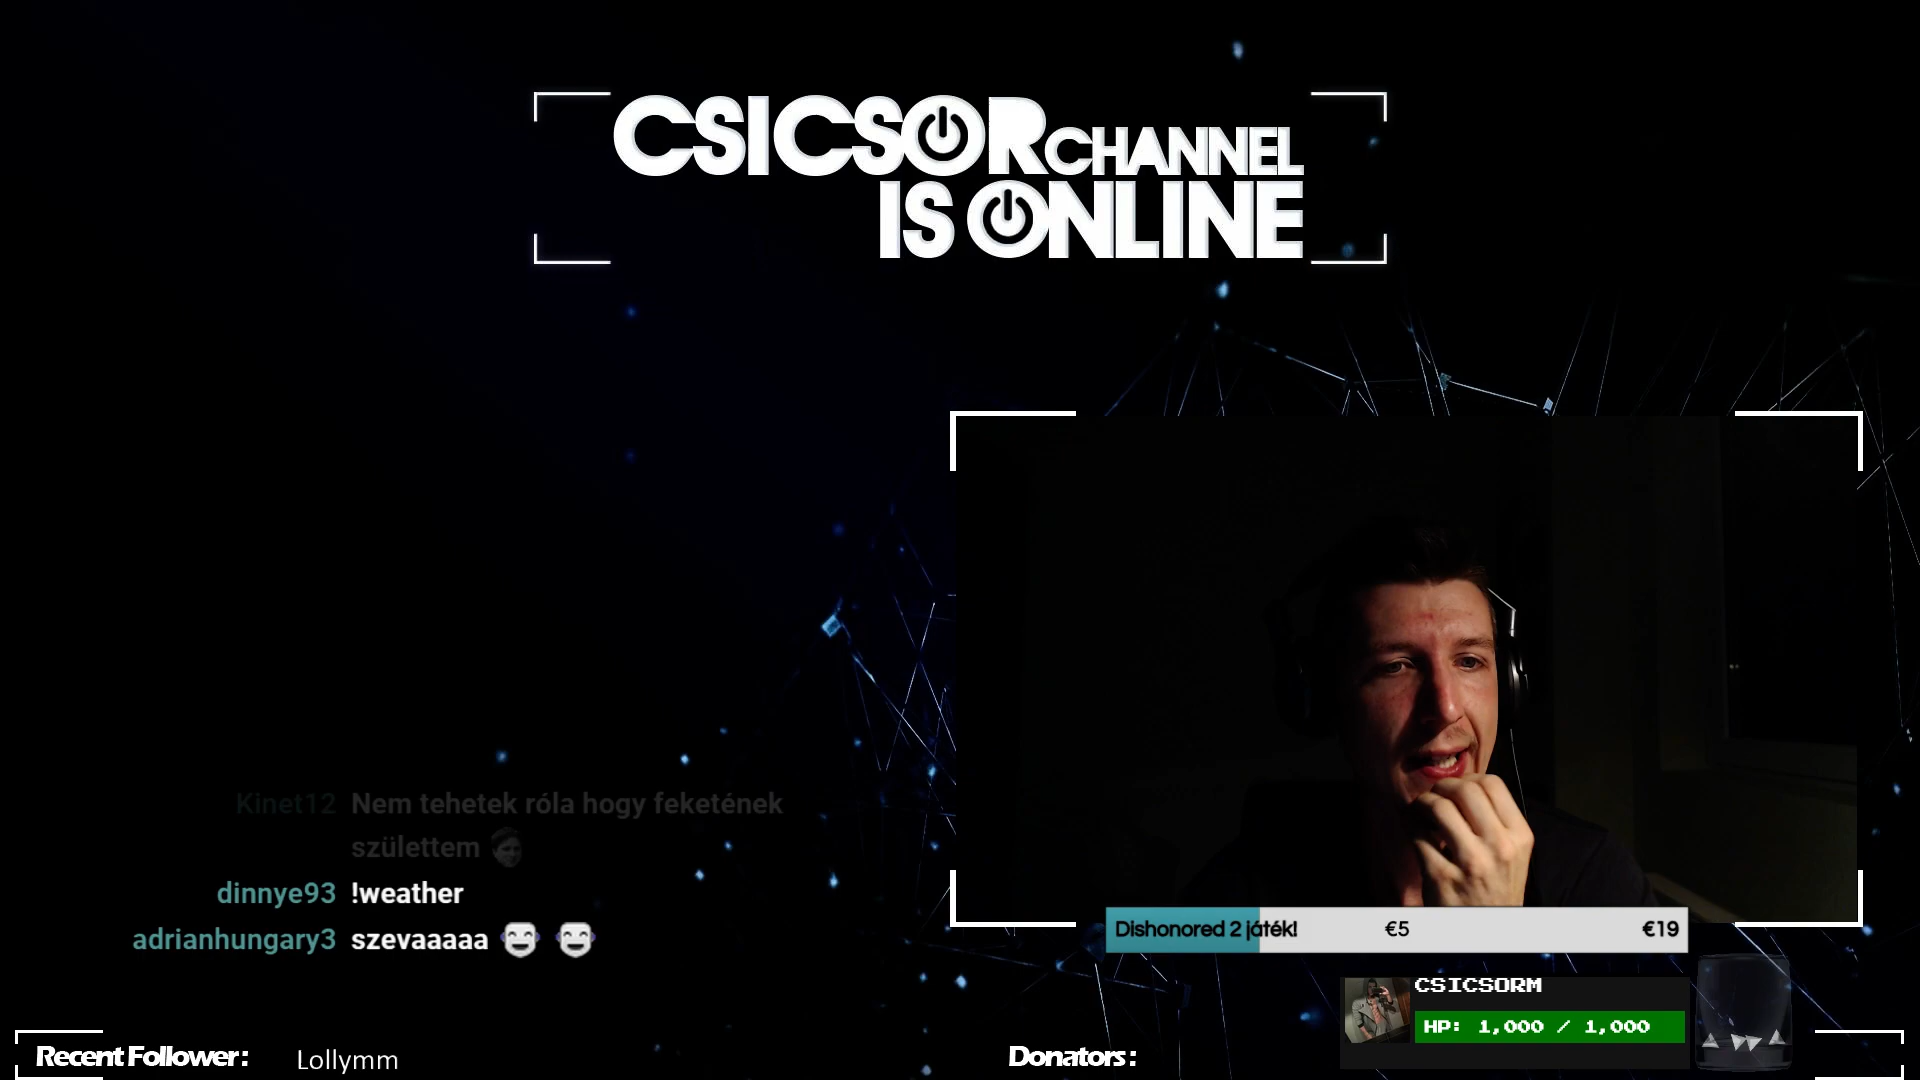 CSICSOR CHANNEL
IS ONLINE
Kinet12 Nem tehetek róla hogy feketének
születtem
dinnye93 !weather
adrianhungary3 szevaaaaa
Dishonored 2 játék! €5 €19
CSICSORM
HP: 1,000 / 1,000
Recent Follower: Lollymm
Donators: